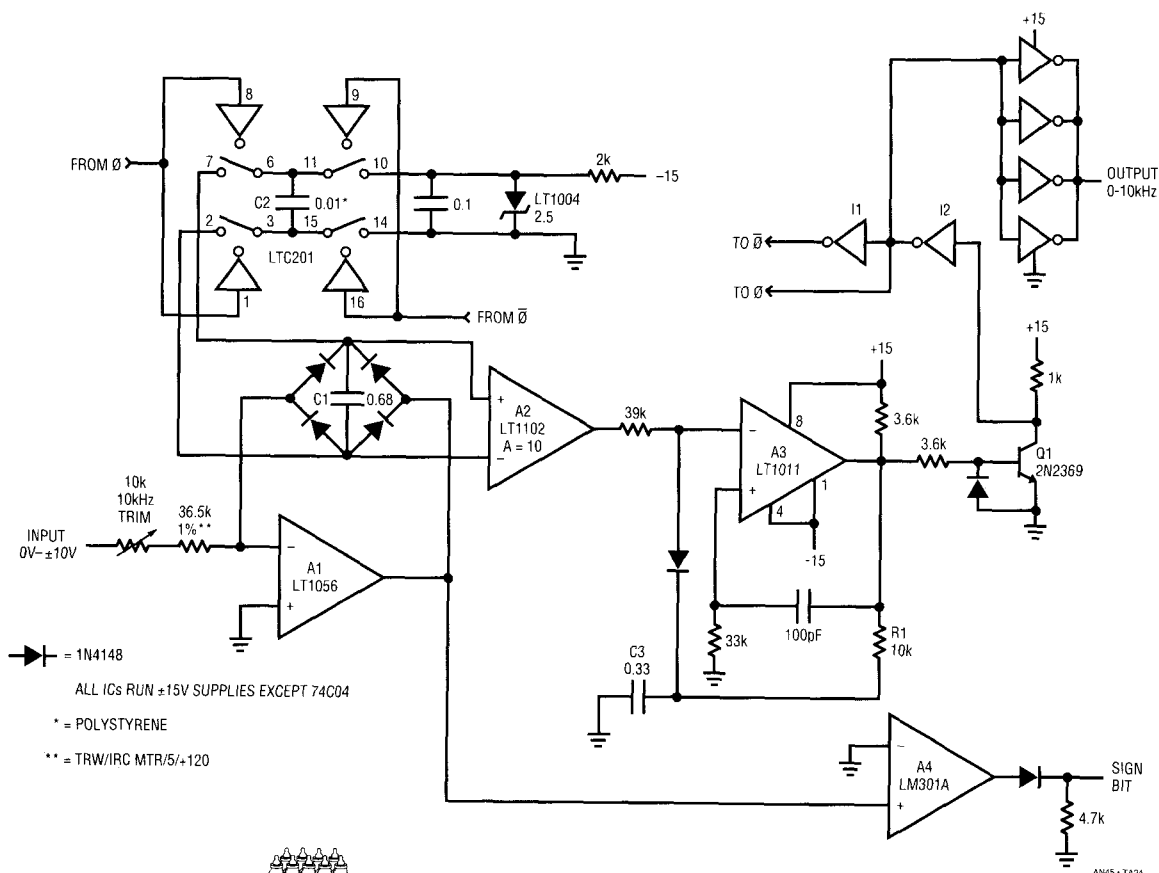 +15
8
9
FROM Ø
7
6
11
10
2k
-15
C2
0.01*
0.1
LT1004
2.5
2
3
15
14
LTC201
1
16
FROM Ø̅
OUTPUT
0-10kHz
I1
I2
TO Ø̅
TO Ø
+15
1k
C1
0.68
+
-
A2
LT1102
A = 10
39k
-
+
A3
LT1011
8
1
4
-15
+15
3.6k
3.6k
Q1
2N2369
10k
10kHz
TRIM
36.5k
1%**
INPUT
0V-±10V
-
+
A1
LT1056
33k
100pF
R1
10k
C3
0.33
= 1N4148
ALL ICs RUN ±15V SUPPLIES EXCEPT 74C04
* = POLYSTYRENE
** = TRW/IRC MTR/5/+120
-
+
A4
LM301A
SIGN
BIT
4.7k
AN45 • TA24